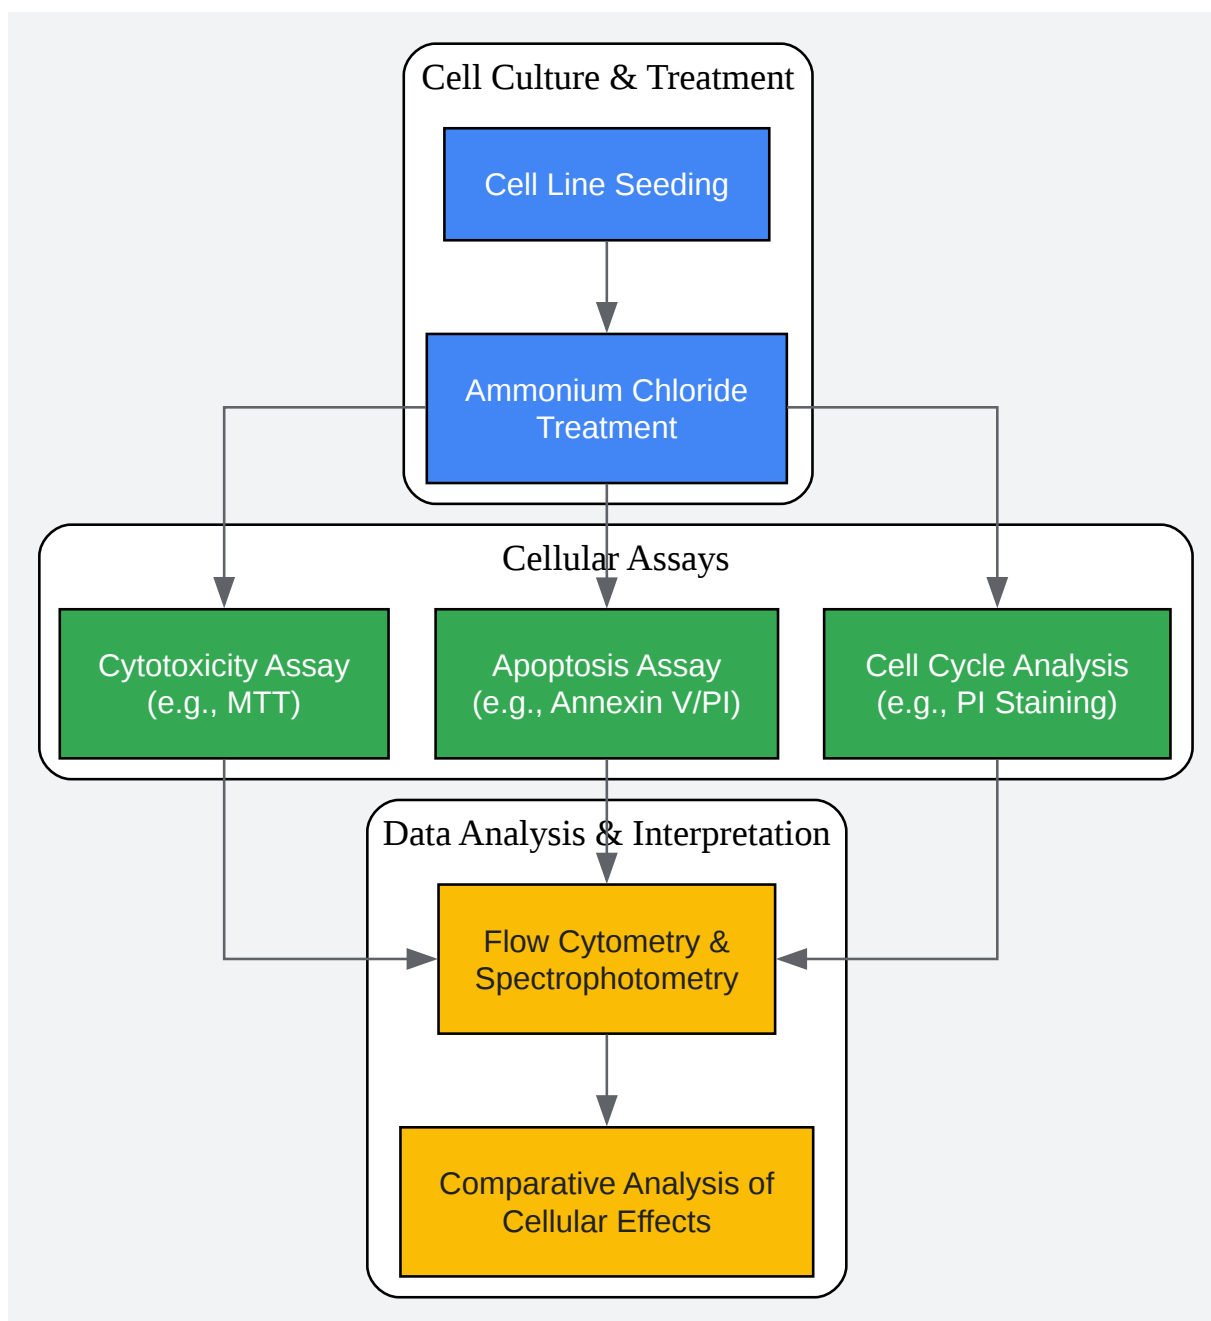 Cell Culture & Treatment
Cell Line Seeding
Ammonium Chloride
Treatment
Cellular Assays
Cytotoxicity Assay
(e.g., MTT)
Apoptosis Assay
(e.g., Annexin V/PI)
Cell Cycle Analysis
(e.g., PI Staining)
Data Analysis & Interpretation
Flow Cytometry &
Spectrophotometry
Comparative Analysis of
Cellular Effects